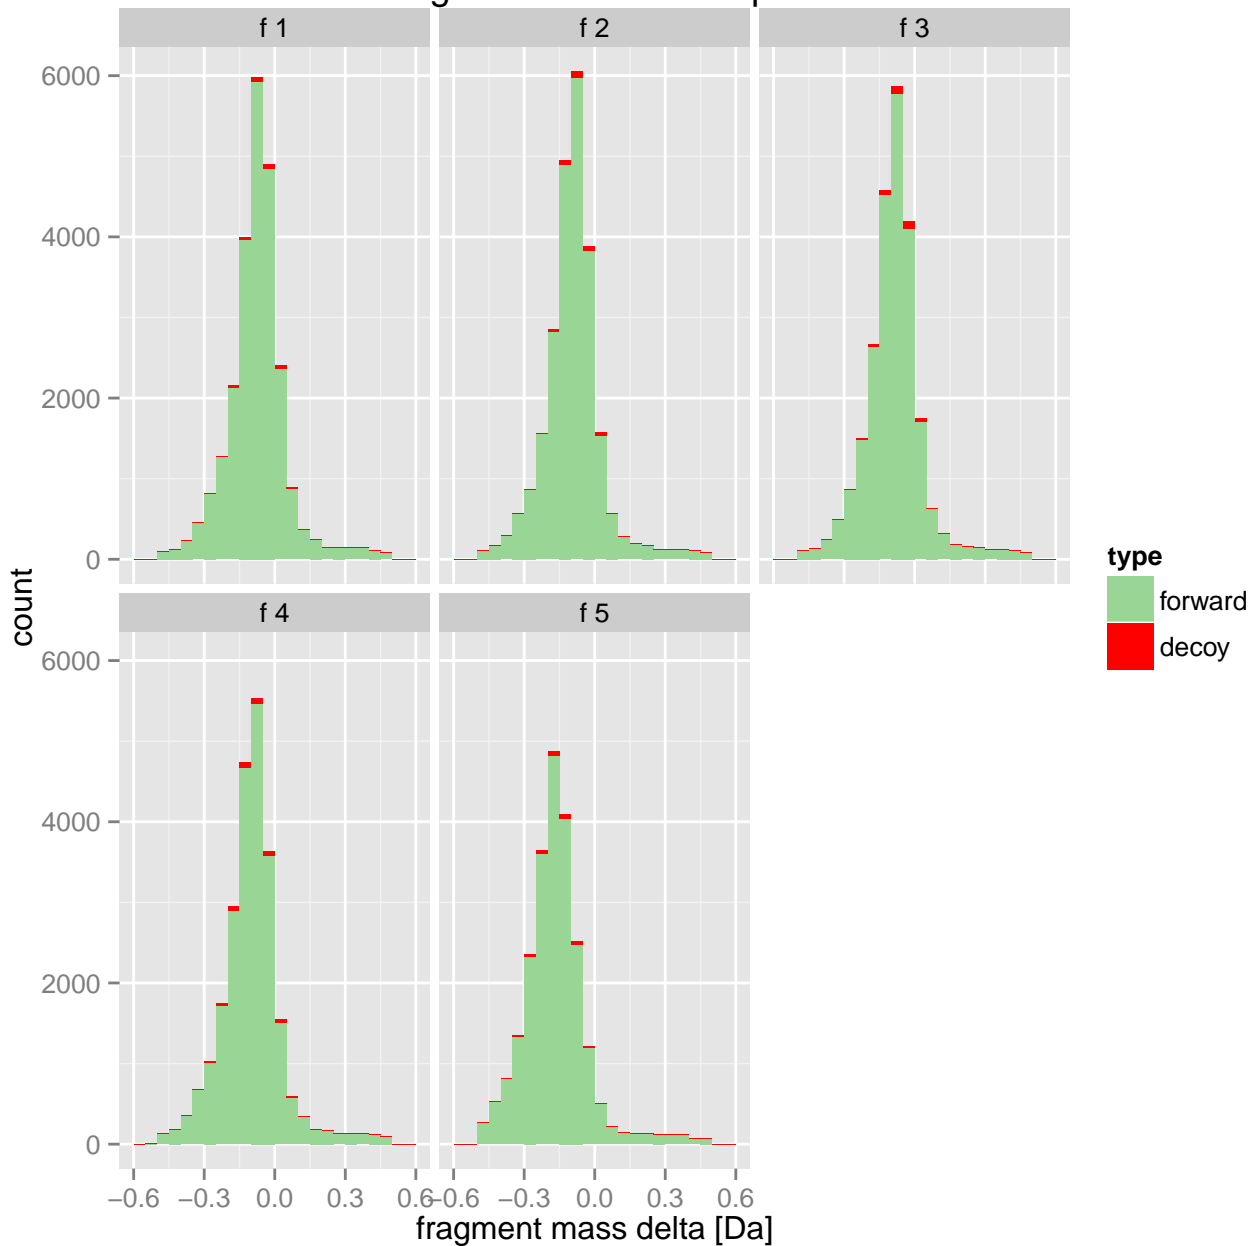 f 1 f 2 f 3
6000
4000
2000
0
f 4 f 5
6000
4000
2000
0
−0.6 −0.3 0.0 0.3 0.6 −0.6 −0.3 0.0 0.3 0.6
fragment mass delta [Da]
count
type
forward
decoy